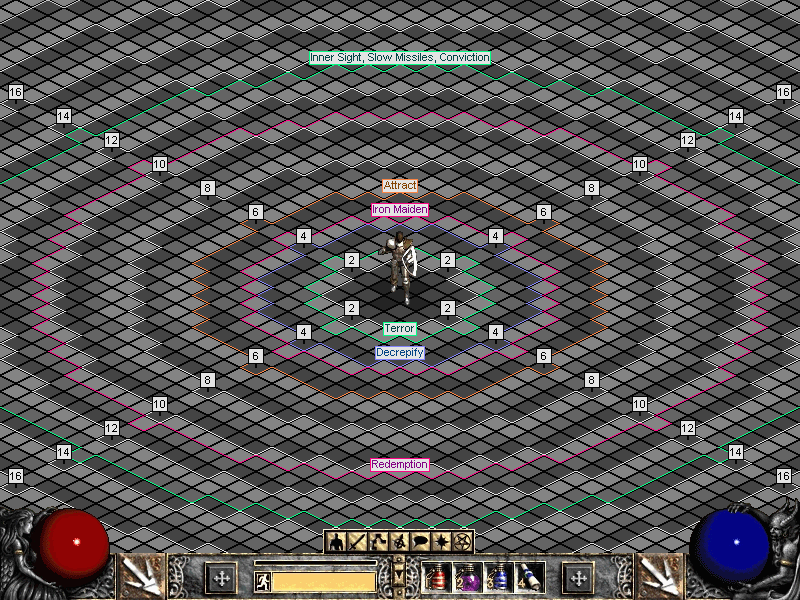 Inner Sight, Slow Missiles, Conviction
16 16
14 14
12 12
10 10
8 8
Attract
6 6
Iron Maiden
4 4
2 2
2 2
Terror
4 4
Decrepify
6 6
8 8
10 10
12 12
14 14
Redemption
16 16